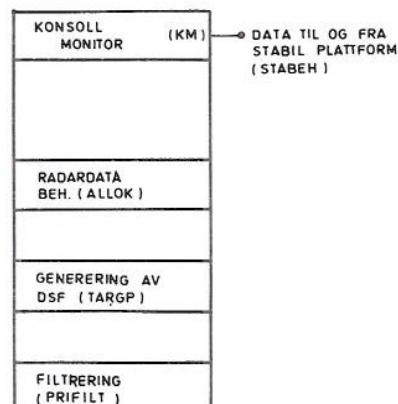 KONSOLL
MONITOR (KM)
DATA TIL OG FRA
STABIL PLATTFORM
(STABEH)
RADARDATA
BEH. (ALLOK)
GENERERING AV
DSF (TARGP)
FILTRERING
(PRIFILT)